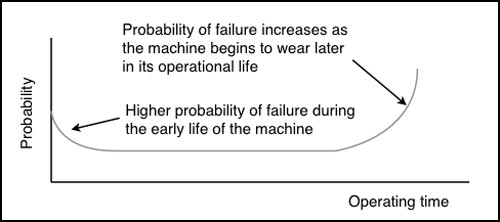 Probability of failure increases as
the machine begins to wear later
in its operational life
Higher probability of failure during
the early life of the machine
Probability
Operating time